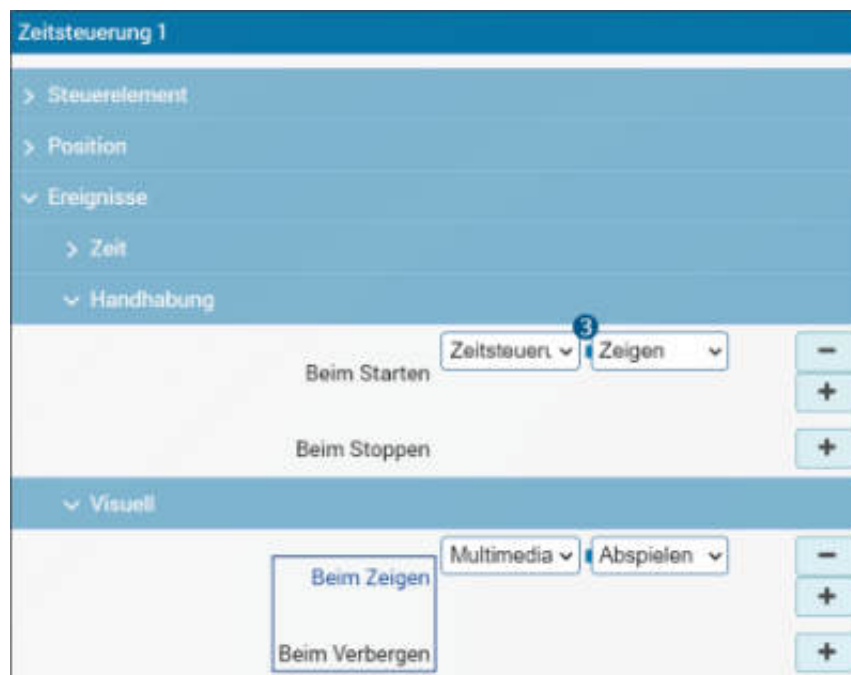 Zeitsteuerung 1
Steuerelement
Position
Ereignisse
Zeit
Handhabung
3
Beim Starten Zeitsteuerι Zeigen −
+
Beim Stoppen +
Visuell
Beim Zeigen Multimedia Abspielen −
+
Beim Verbergen +